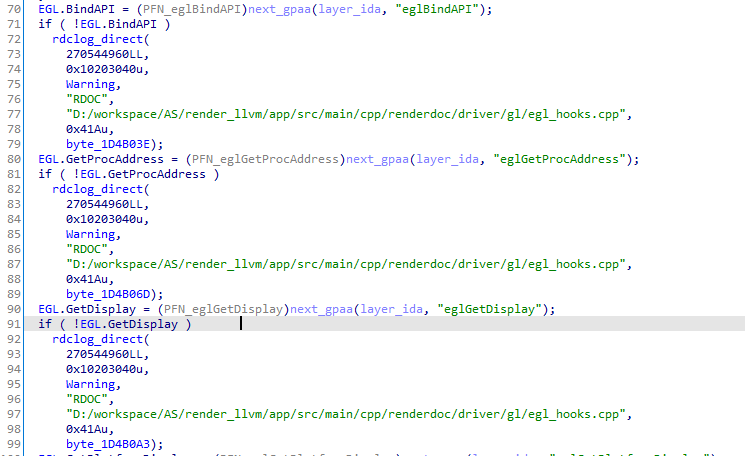 70 EGL.BindAPI = (PFN_eglBindAPI)next_gpaa(layer_ida, "eglBindAPI");
71 if ( !EGL.BindAPI )
72 rdclog_direct(
73 270544960LL,
74 0x10203040u,
75 Warning,
76 "RDOC",
77 "D:/workspace/AS/render_llvm/app/src/main/cpp/renderdoc/driver/gl/egl_hooks.cpp",
78 0x41Au,
79 byte_1D4B03E);
80 EGL.GetProcAddress = (PFN_eglGetProcAddress)next_gpaa(layer_ida, "eglGetProcAddress");
81 if ( !EGL.GetProcAddress )
82 rdclog_direct(
83 270544960LL,
84 0x10203040u,
85 Warning,
86 "RDOC",
87 "D:/workspace/AS/render_llvm/app/src/main/cpp/renderdoc/driver/gl/egl_hooks.cpp",
88 0x41Au,
89 byte_1D4B06D);
90 EGL.GetDisplay = (PFN_eglGetDisplay)next_gpaa(layer_ida, "eglGetDisplay");
91 if ( !EGL.GetDisplay )
92 rdclog_direct(
93 270544960LL,
94 0x10203040u,
95 Warning,
96 "RDOC",
97 "D:/workspace/AS/render_llvm/app/src/main/cpp/renderdoc/driver/gl/egl_hooks.cpp",
98 0x41Au,
99 byte_1D4B0A3);